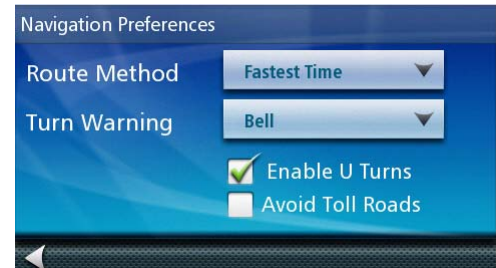 Navigation Preferences
Route Method Fastest Time
Turn Warning Bell
Enable U Turns
Avoid Toll Roads